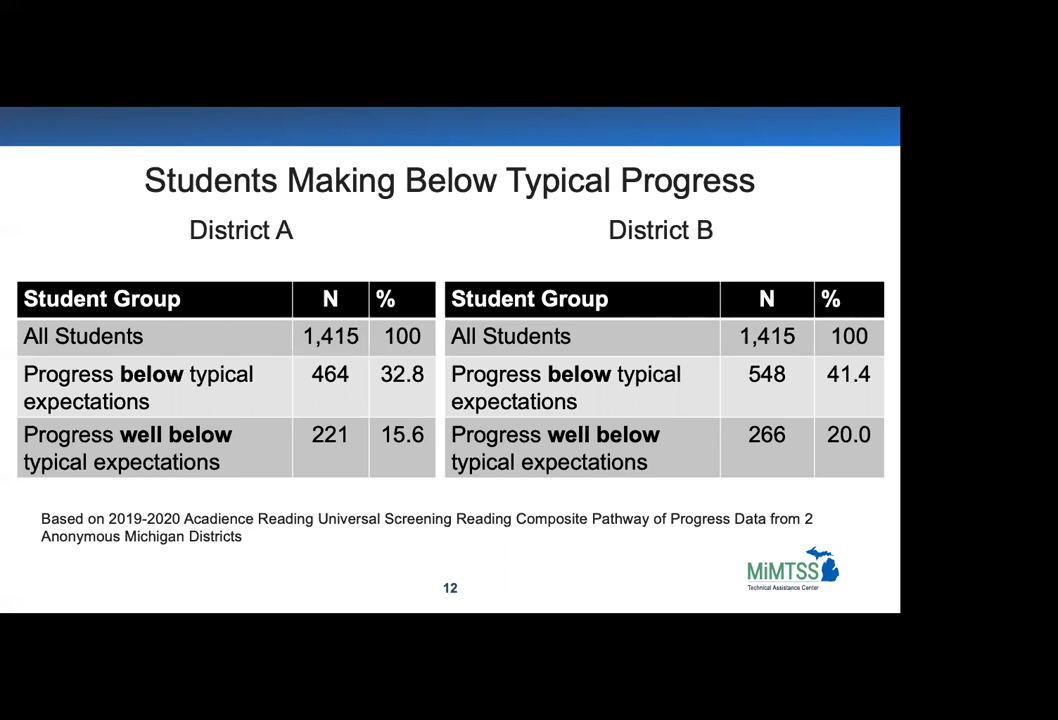 Students Making Below Typical Progress
District A
District B
Student Group N %
All Students 1,415 100
Progress below typical 464 32.8
expectations
Progress well below 221 15.6
typical expectations
Student Group N %
All Students 1,415 100
Progress below typical 548 41.4
expectations
Progress well below 266 20.0
typical expectations
Based on 2019-2020 Acadience Reading Universal Screening Reading Composite Pathway of Progress Data from 2
Anonymous Michigan Districts
12
MiMTSS
Technical Assistance Center